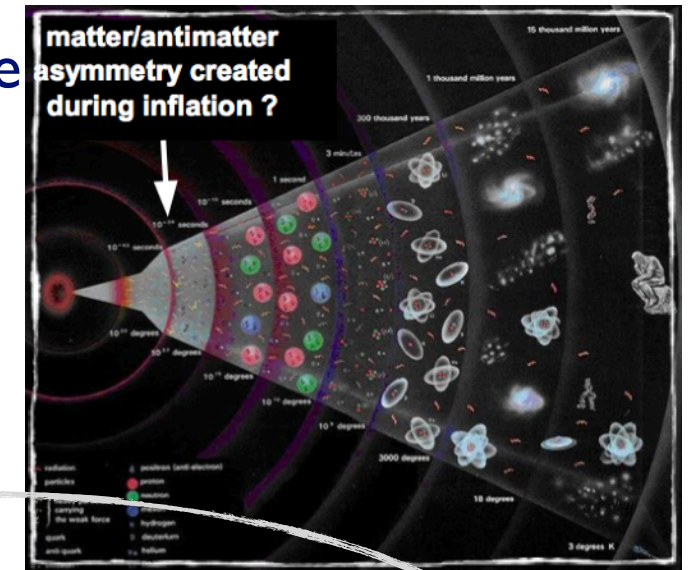 e
matter/antimatter
asymmetry created
during inflation ?
15 thousand million years
1 thousand million years
300 thousand years
3 minutes
1 second
10⁻¹⁰ seconds
10⁻³⁴ seconds
10⁻⁴³ seconds
10³² degrees
10²⁷ degrees
10¹⁵ degrees
10¹⁰ degrees
10⁹ degrees
3000 degrees
18 degrees
3 degrees K
radiation
particles
carrying
the weak force
quark
anti-quark
positron (anti-electron)
proton
neutron
meson
hydrogen
deuterium
helium